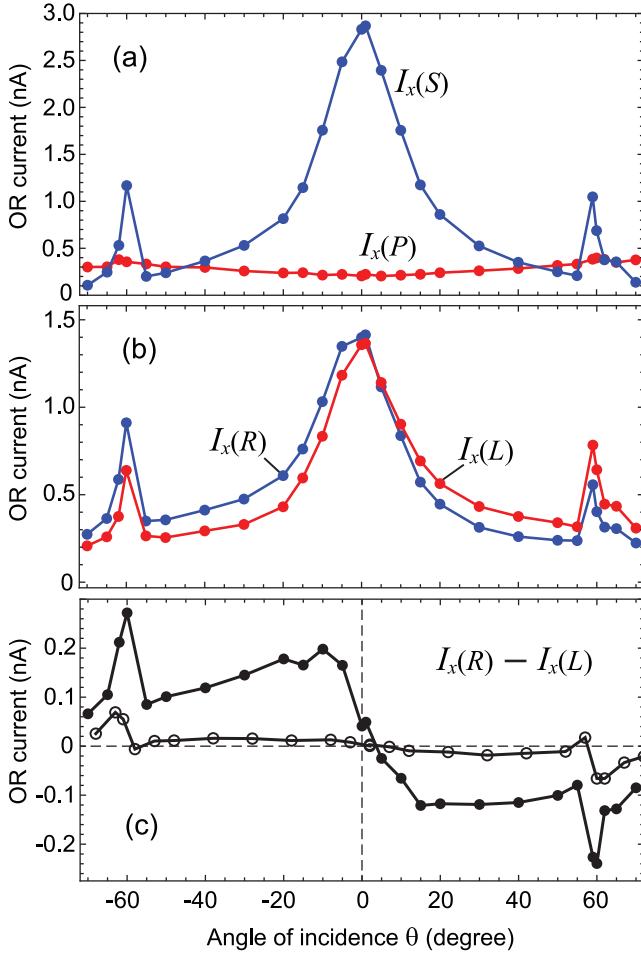 3.0
(a)
2.5
Iₓ(S)
2.0
OR current (nA)
1.5
1.0
0.5
Iₓ(P)
0
1.5
(b)
1.0
OR current (nA)
Iₓ(R)
Iₓ(L)
0.5
0
0.2
Iₓ(R) − Iₓ(L)
0.1
OR current (nA)
0
-0.1
(c)
-0.2
-60 -40 -20 0 20 40 60
Angle of incidence θ (degree)